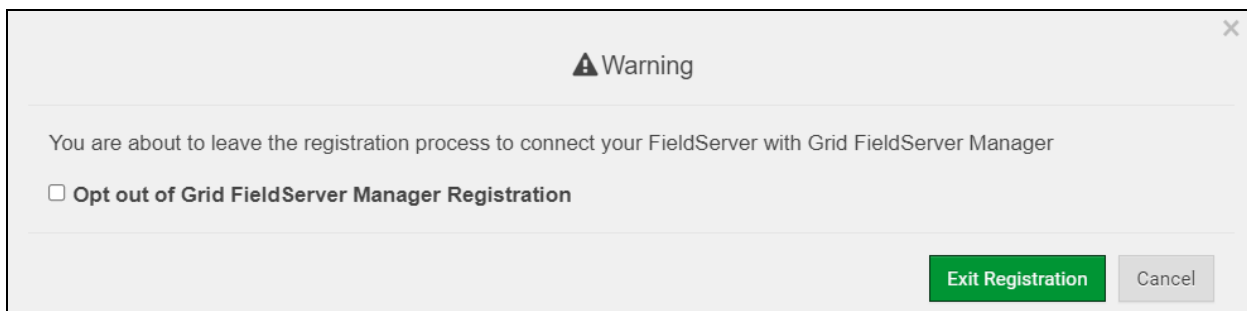 Warning
You are about to leave the registration process to connect your FieldServer with Grid FieldServer Manager
Opt out of Grid FieldServer Manager Registration
Exit Registration Cancel